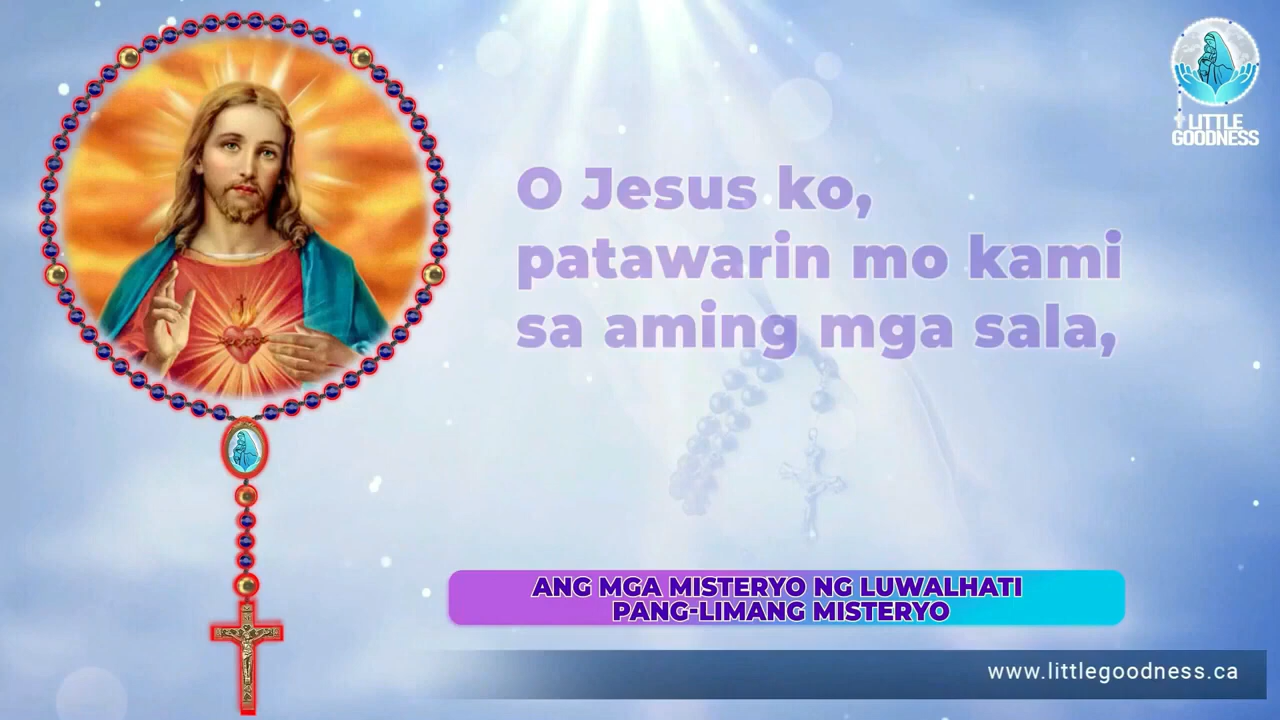 LITTLE
GOODNESS
O Jesus ko,
patawarin mo kami
sa aming mga sala,
ANG MGA MISTERYO NG LUWALHATI
PANG-LIMANG MISTERYO
www.littlegoodness.ca